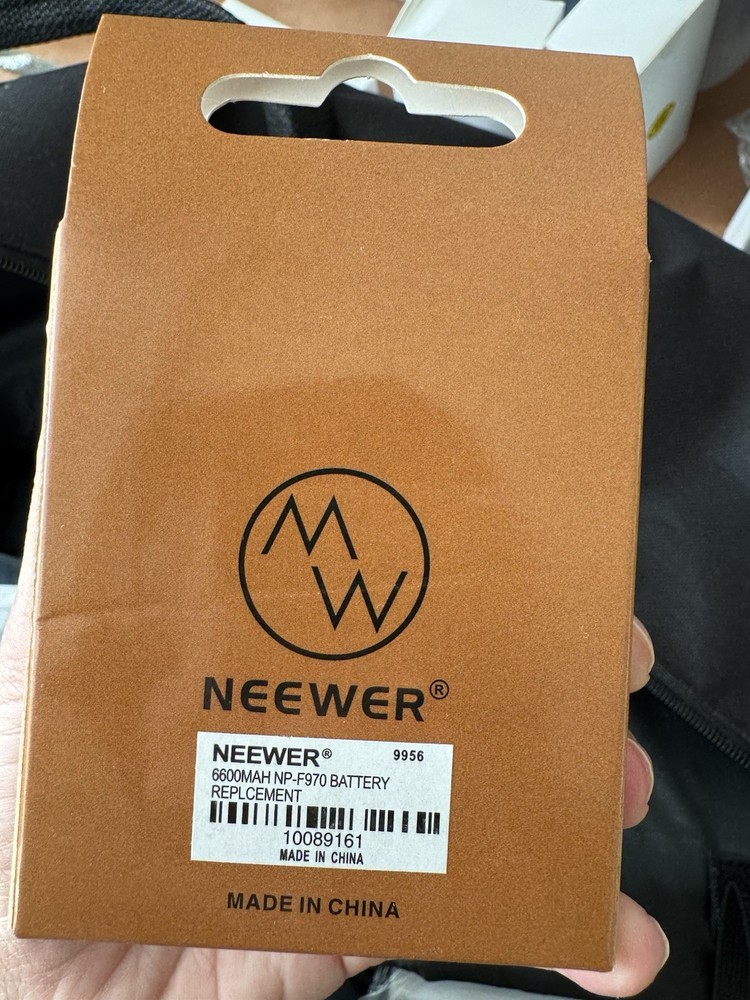 MW
NEEWER®
NEEWER® 9956
6600MAH NP-F970 BATTERY
REPLCEMENT
10089161
MADE IN CHINA
MADE IN CHINA